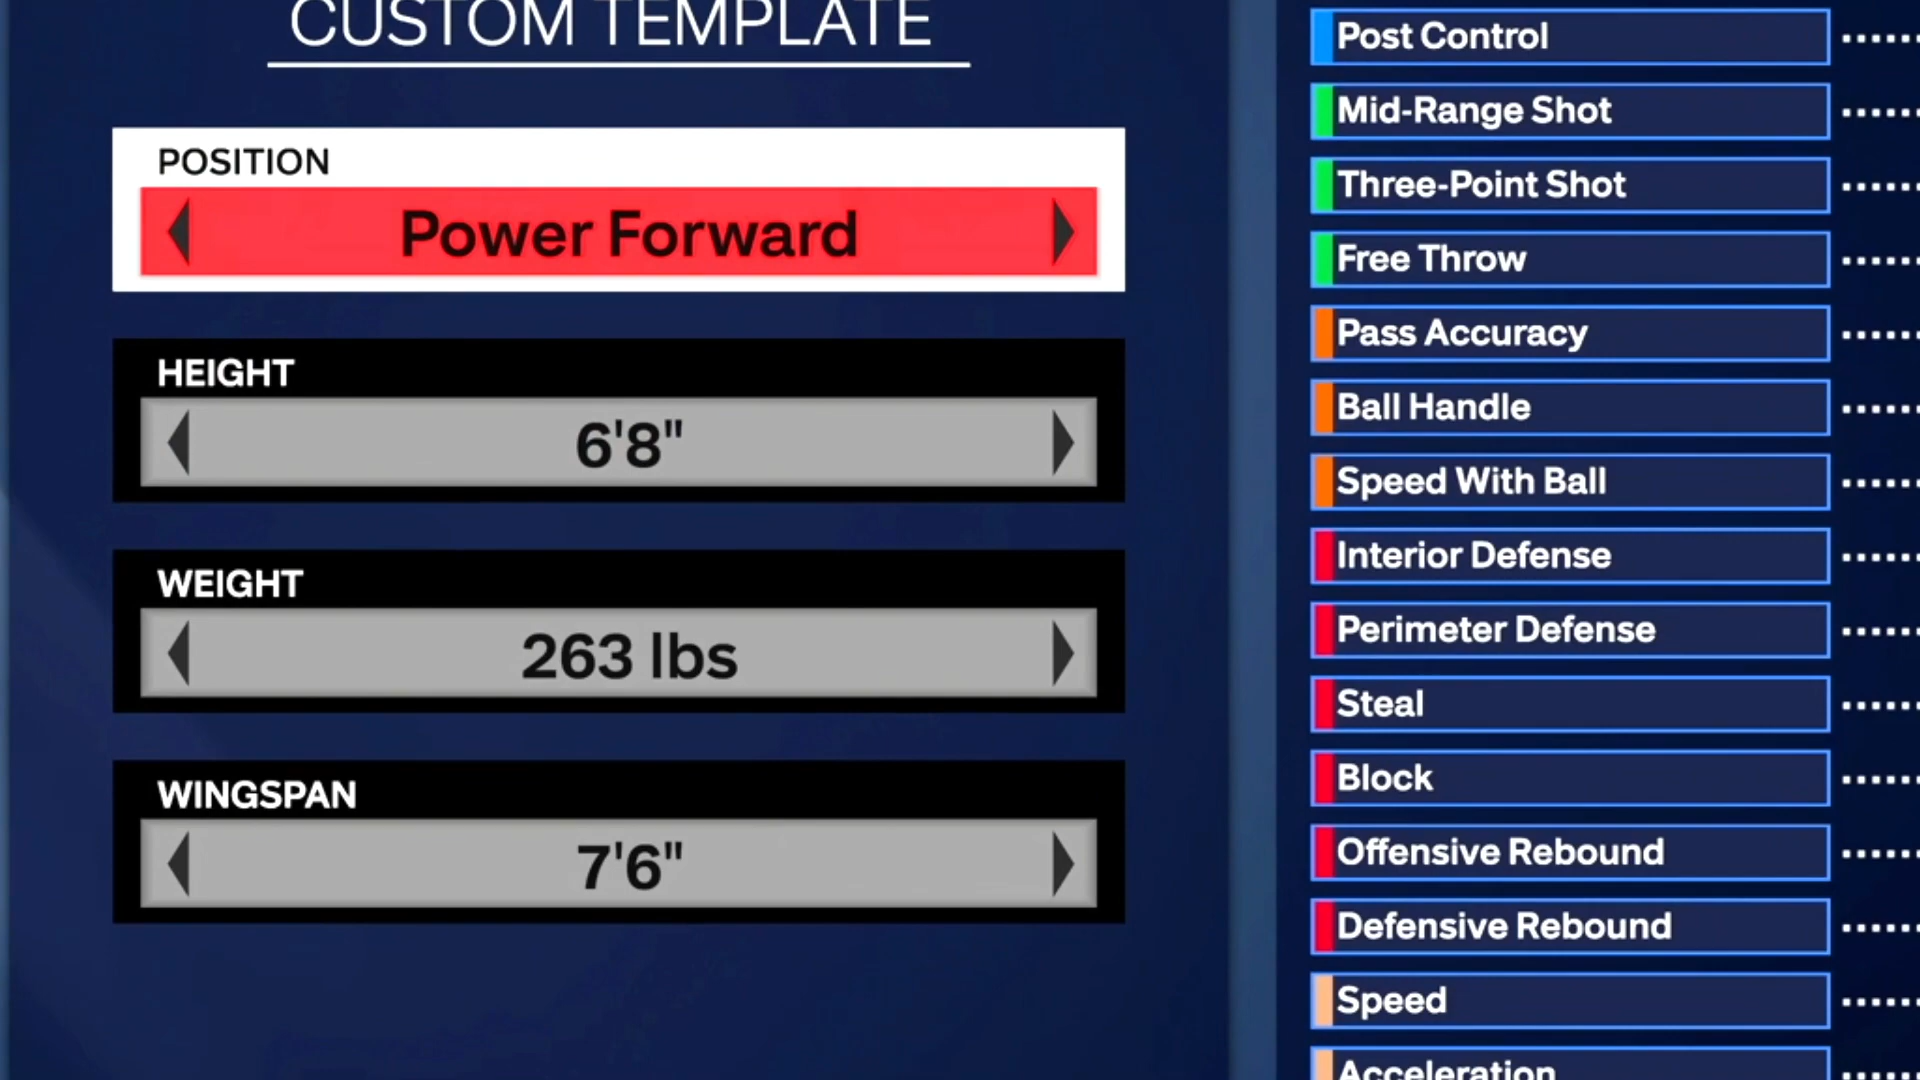 CUSTOM TEMPLATE
POSITION
Power Forward
HEIGHT
6'8"
WEIGHT
263 lbs
WINGSPAN
7'6"
Post Control
Mid-Range Shot
Three-Point Shot
Free Throw
Pass Accuracy
Ball Handle
Speed With Ball
Interior Defense
Perimeter Defense
Steal
Block
Offensive Rebound
Defensive Rebound
Speed
Acceleration